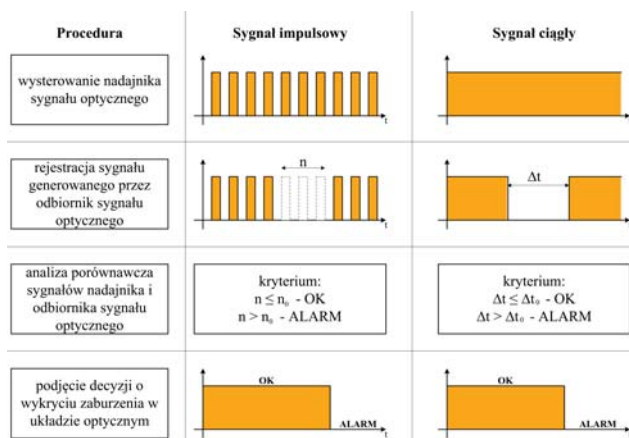 Procedura
Sygnał impulsowy
Sygnał ciągły
wysterowanie nadajnika
sygnału optycznego
t
t
rejestracja sygnału
generowanego przez
odbiornik sygnału
optycznego
n
t
Δt
t
analiza porównawcza
sygnałów nadajnika i
odbiornika sygnału
optycznego
kryterium:
n ≤ n₀ - OK
n > n₀ - ALARM
kryterium:
Δt ≤ Δt₀ - OK
Δt > Δt₀ - ALARM
podjęcie decyzji o
wykryciu zaburzenia w
układzie optycznym
OK
ALARM
t
OK
ALARM
t